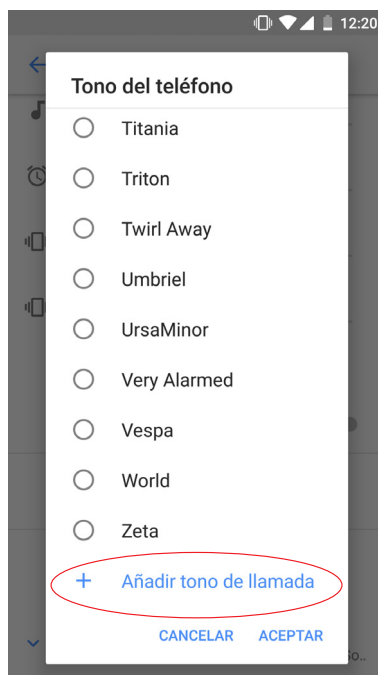 12:20
Tono del teléfono
Titania
Triton
Twirl Away
Umbriel
UrsaMinor
Very Alarmed
Vespa
World
Zeta
+ Añadir tono de llamada
CANCELAR ACEPTAR